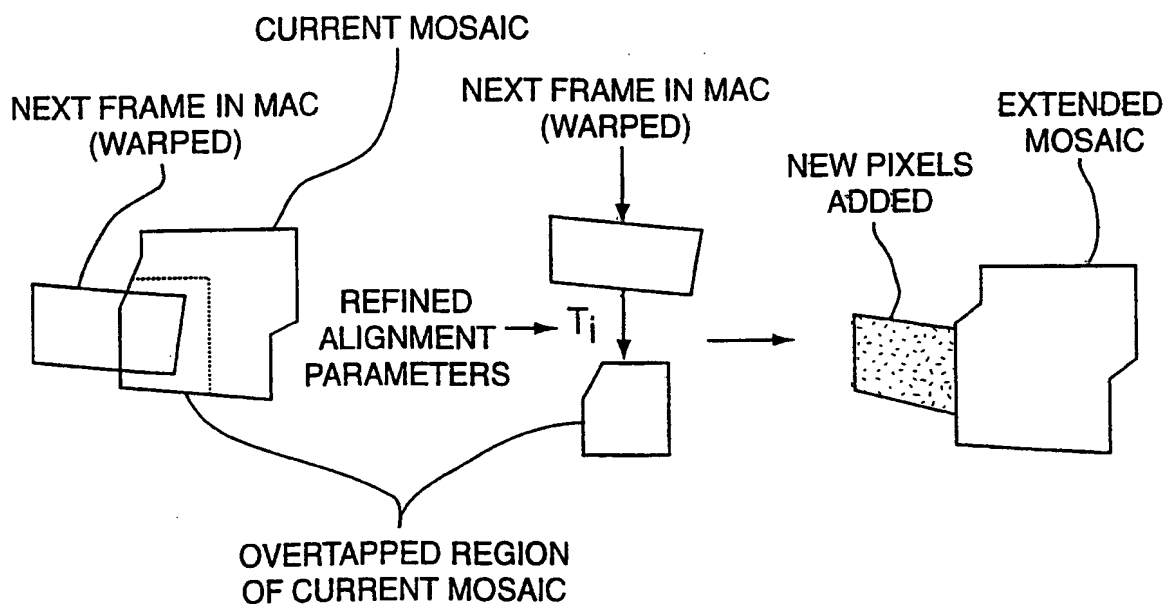 CURRENT MOSAIC
NEXT FRAME IN MAC
(WARPED)
NEXT FRAME IN MAC
(WARPED)
EXTENDED
MOSAIC
NEW PIXELS
ADDED
REFINED
ALIGNMENT
PARAMETERS
Ti
OVERTAPPED REGION
OF CURRENT MOSAIC